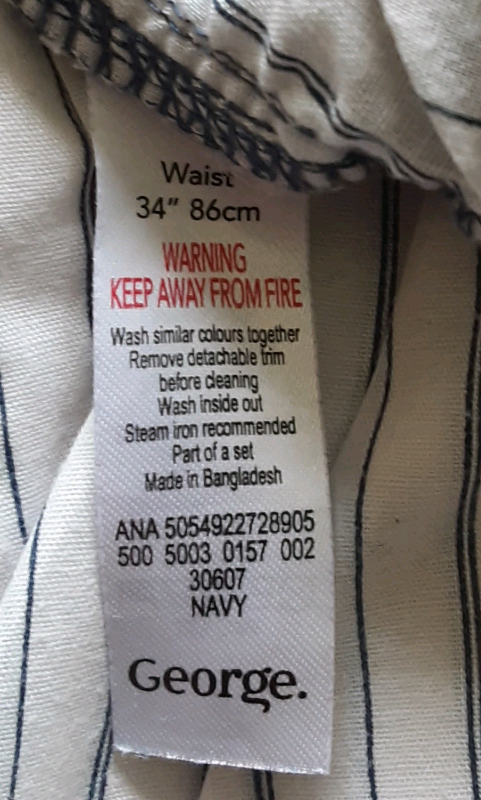 Waist
34" 86cm
WARNING
KEEP AWAY FROM FIRE
Wash similar colours together
Remove detachable trim
before cleaning
Wash inside out
Steam iron recommended
Part of a set
Made in Bangladesh
ANA 5054922728905
500 5003 0157 002
30607
NAVY
George.